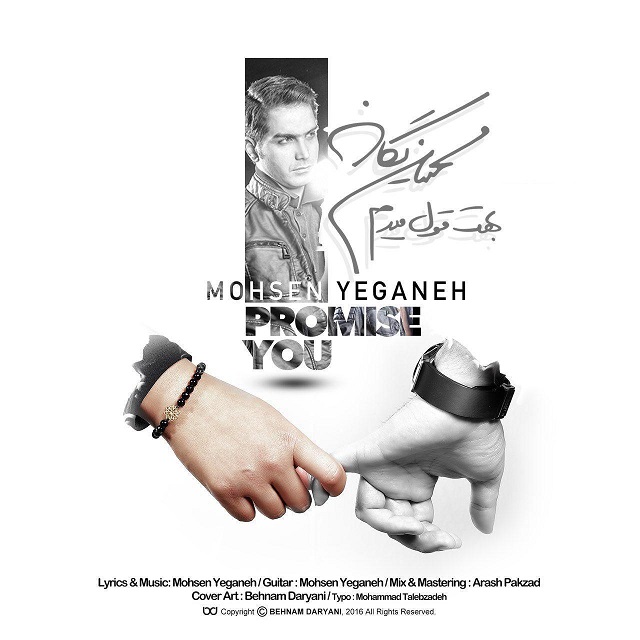 محسن یگانه
بهت قول میدم
MOHSEN YEGANEH
PROMISE
YOU
Lyrics & Music: Mohsen Yeganeh / Guitar : Mohsen Yeganeh / Mix & Mastering : Arash Pakzad
Cover Art : Behnam Daryani / Typo : Mohammad Talebzadeh
Copyright © BEHNAM DARYANI, 2016 All Rights Reserved.